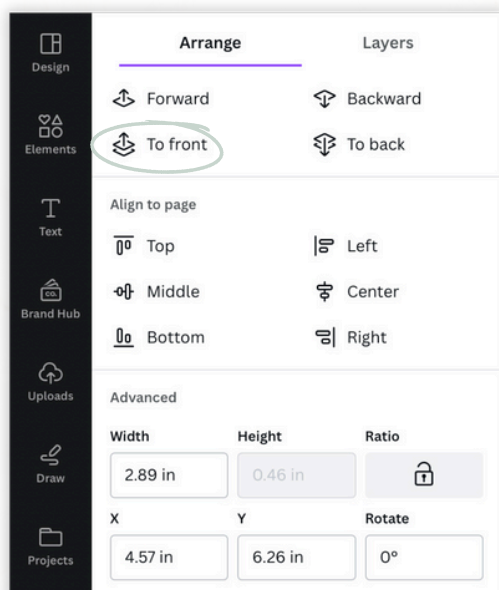 Design
Elements
Text
CO.
Brand Hub
Uploads
Draw
Projects
Arrange Layers
Forward Backward
To front To back
Align to page
Top Left
Middle Center
Bottom Right
Advanced
Width Height Ratio
2.89 in 0.46 in
X Y Rotate
4.57 in 6.26 in 0°